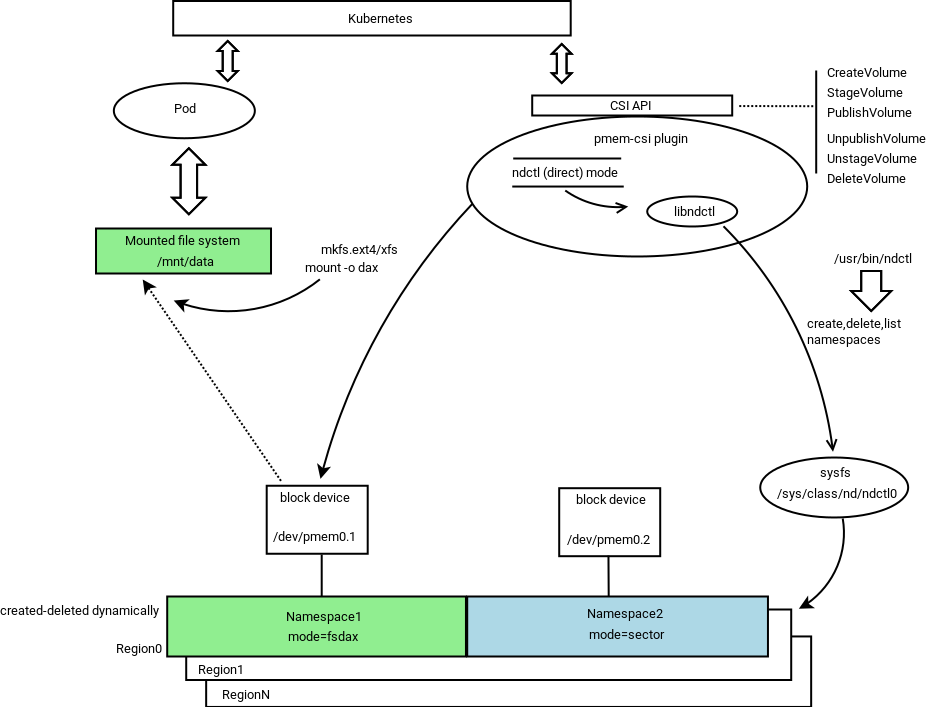 Kubernetes
Pod
CSI API
CreateVolume
StageVolume
PublishVolume
UnpublishVolume
UnstageVolume
DeleteVolume
pmem-csi plugin
ndctl (direct) mode
libndctl
Mounted file system
/mnt/data
mkfs.ext4/xfs
mount -o dax
/usr/bin/ndctl
create,delete,list
namespaces
sysfs
/sys/class/nd/ndctl0
block device
/dev/pmem0.1
block device
/dev/pmem0.2
created-deleted dynamically
Region0
Namespace1
mode=fsdax
Namespace2
mode=sector
Region1
RegionN